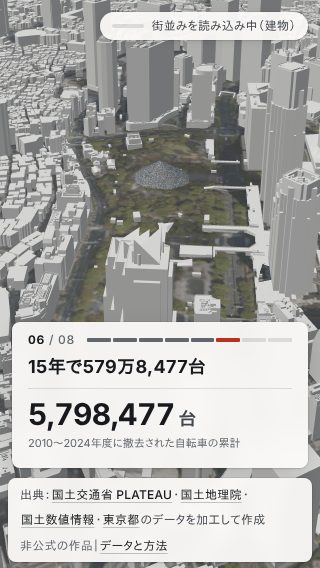 街並みを読み込み中（建物）
06 / 08
15年で579万8,477台
5,798,477 台
2010〜2024年度に撤去された自転車の累計
出典：国土交通省 PLATEAU・国土地理院・
国土数値情報・東京都のデータを加工して作成
非公式の作品｜データと方法